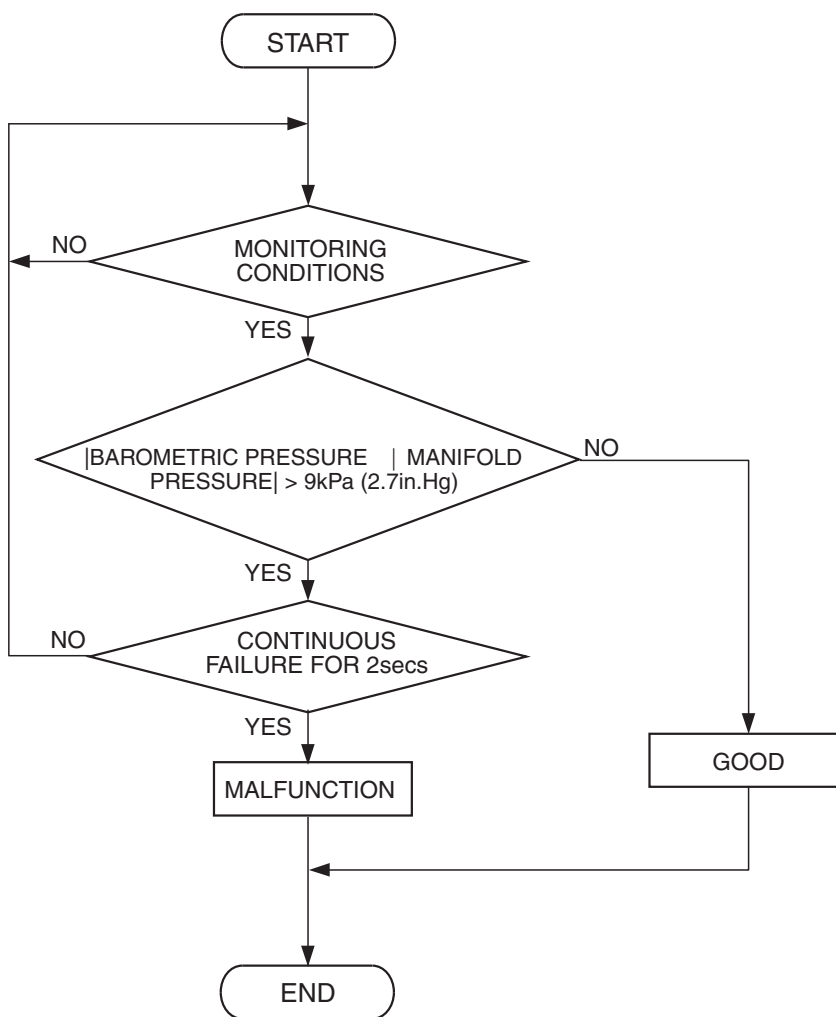 START
NO
MONITORING
CONDITIONS
YES
|BAROMETRIC PRESSURE | MANIFOLD
PRESSURE| > 9kPa (2.7in.Hg)
NO
YES
NO
CONTINUOUS
FAILURE FOR 2secs
YES
MALFUNCTION
GOOD
END